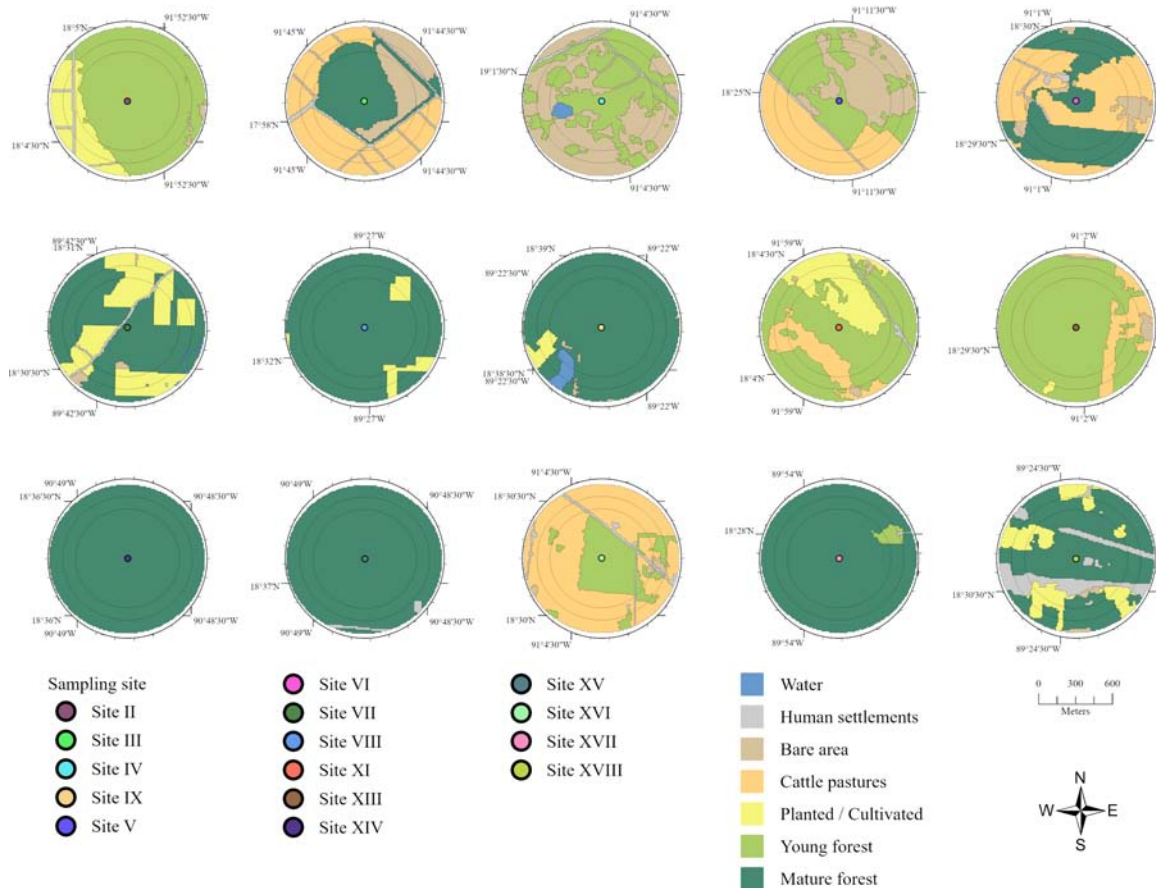 91°52'30"W
18°5'N
18°4'30"N
91°52'30"W
91°45'W
91°44'30"W
17°58'N
91°45'W
91°44'30"W
91°4'30"W
19°1'30"N
91°4'30"W
91°11'30"W
18°25'N
91°11'30"W
91°1'W
18°30'N
18°29'30"N
91°1'W
89°42'30"W
18°31'N
18°30'30"N
89°42'30"W
89°27'W
18°32'N
89°27'W
18°39'N
89°22'W
89°22'30"W
18°38'30"N
89°22'30"W
89°22'W
91°59'W
18°4'30"N
18°4'N
91°59'W
91°2'W
18°29'30"N
91°2'W
90°49'W
18°36'30"N
90°48'30"W
18°36'N
90°49'W
90°48'30"W
90°49'W
90°48'30"W
18°37'N
90°49'W
90°48'30"W
91°4'30"W
18°30'30"N
18°30'N
91°4'30"W
89°54'W
18°28'N
89°54'W
89°24'30"W
18°30'30"N
89°24'30"W
Sampling site
Site II
Site III
Site IV
Site IX
Site V
Site VI
Site VII
Site VIII
Site XI
Site XIII
Site XIV
Site XV
Site XVI
Site XVII
Site XVIII
Water
Human settlements
Bare area
Cattle pastures
Planted / Cultivated
Young forest
Mature forest
0 300 600
Meters
N
W E
S